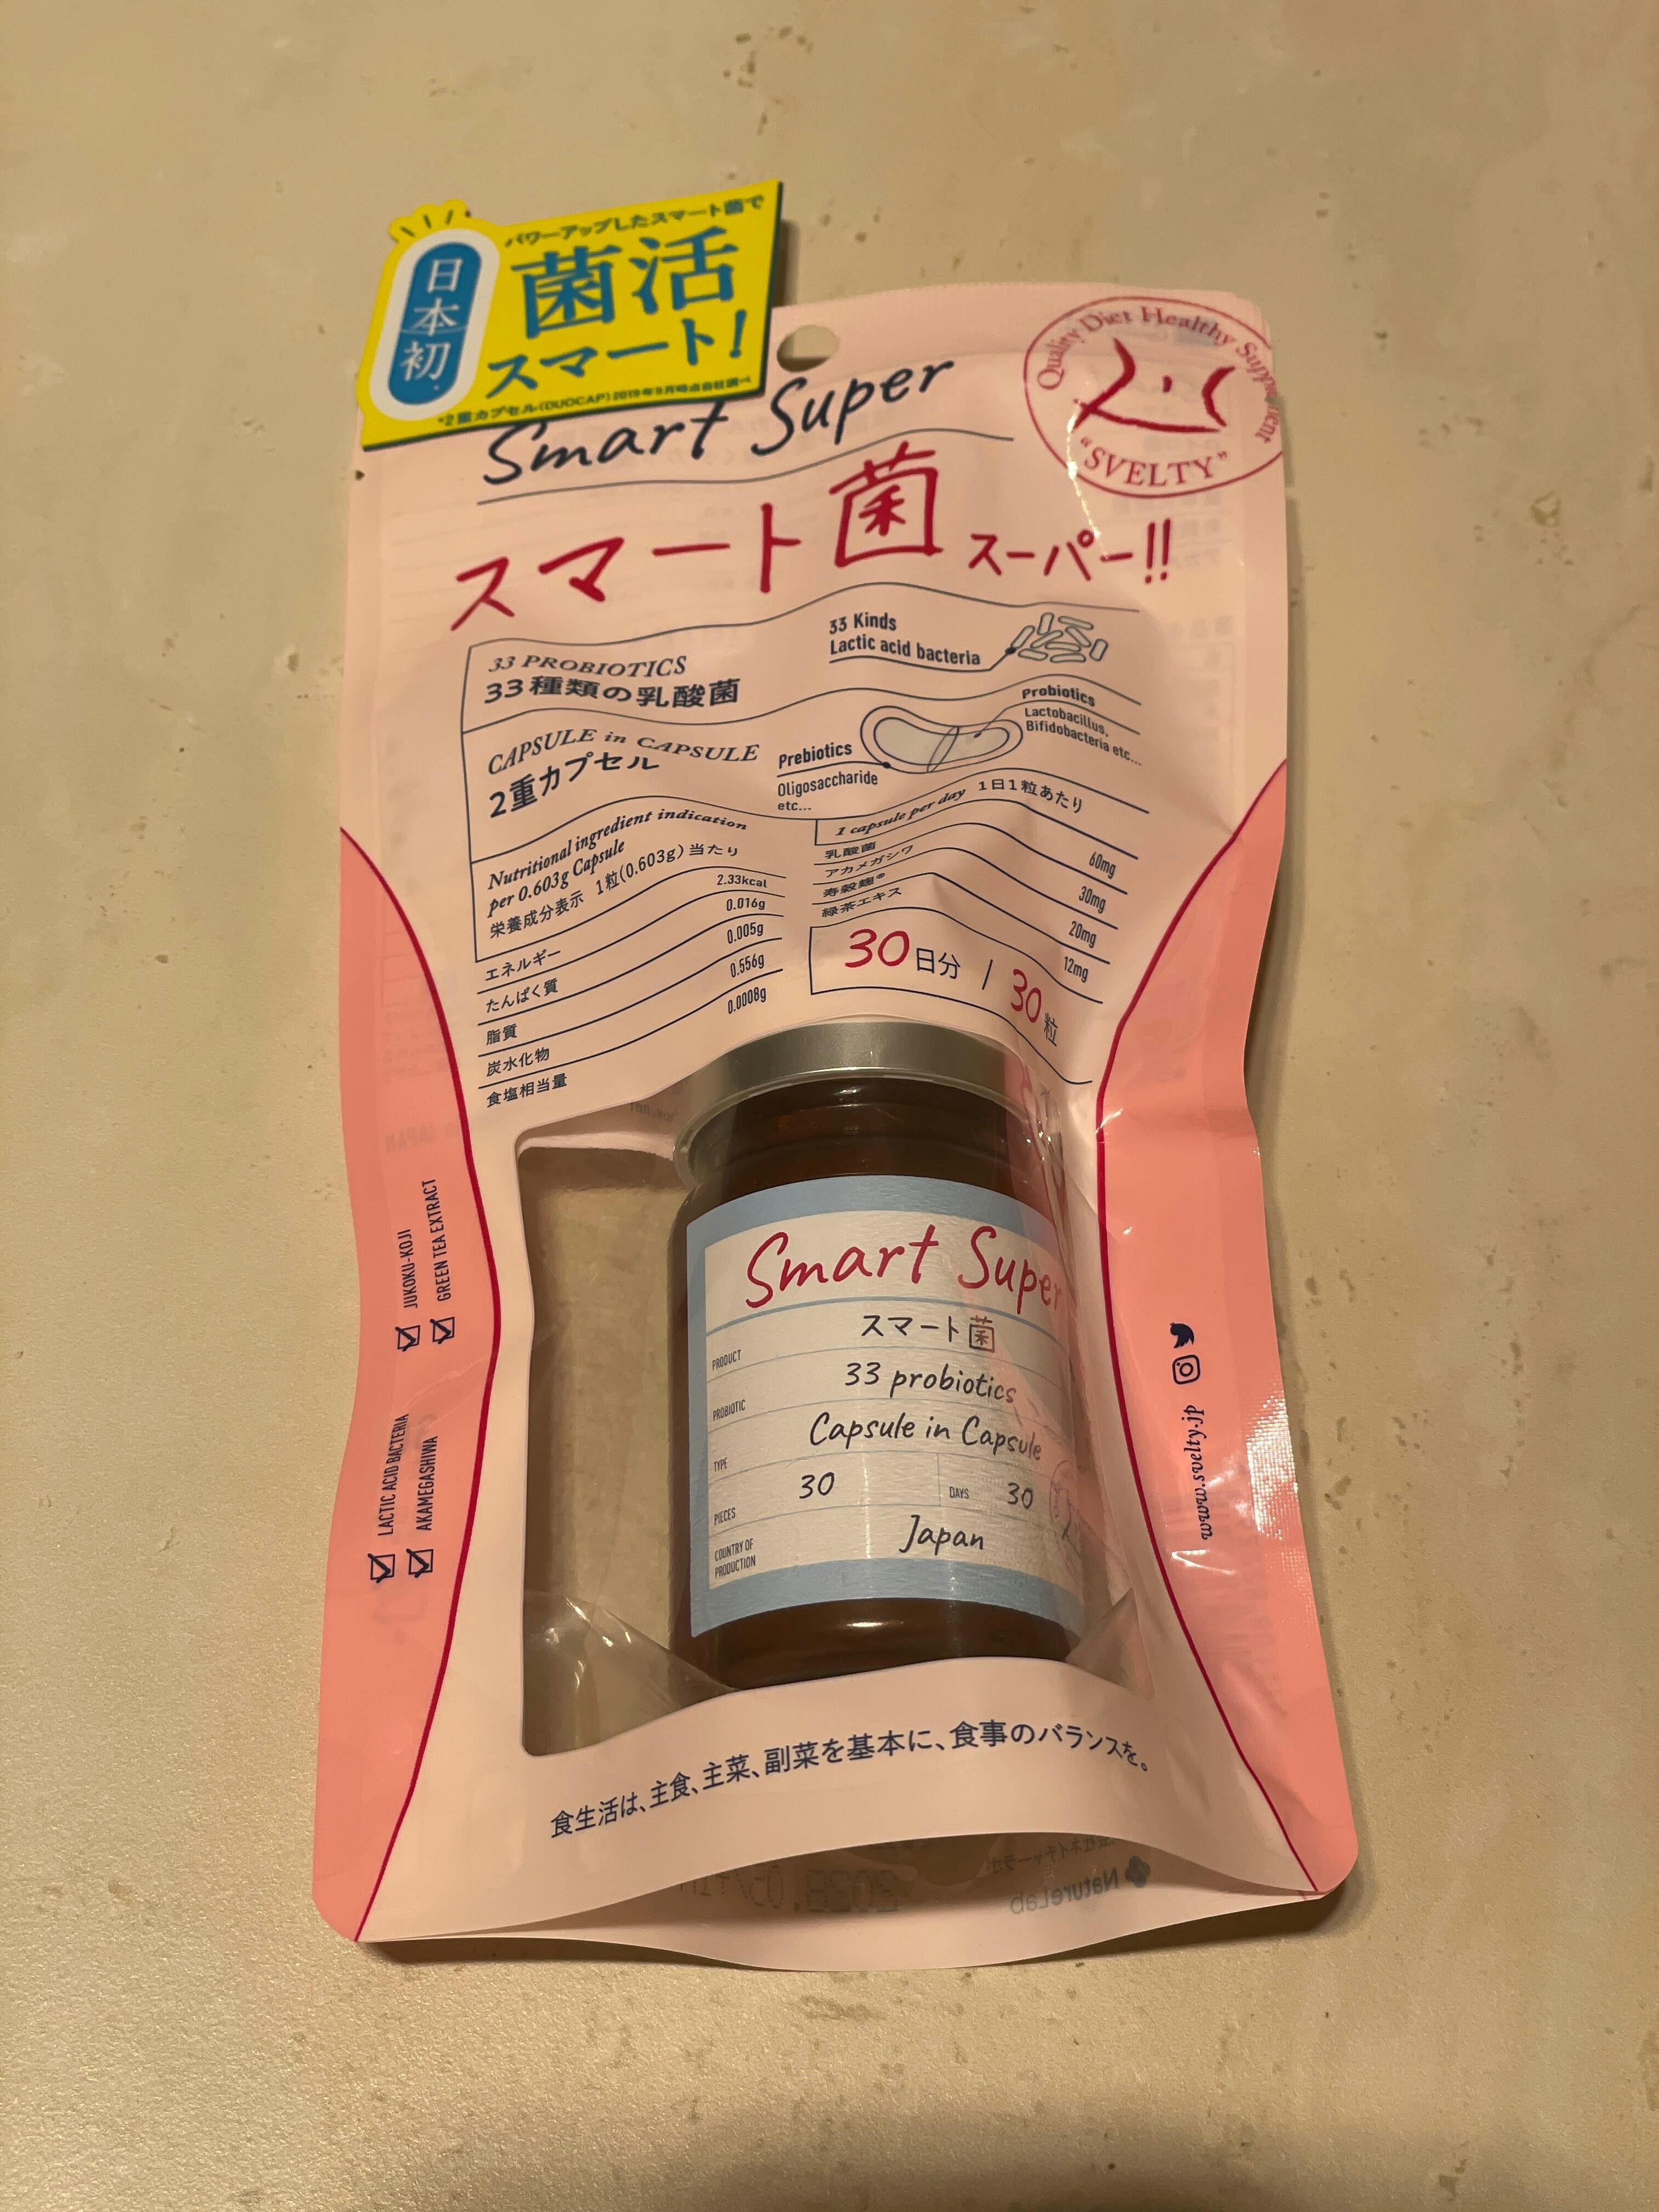 パワーアップしたスマート菌で
日本初
菌活
スマート!
*2重カプセル(DUOCAP)2019年9月時点自社調べ
Quality Diet Healthy Supplement
"SVELTY"
Smart Super
スマート菌スーパー!!
33 PROBIOTICS
33種類の乳酸菌
33 Kinds
Lactic acid bacteria
CAPSULE in CAPSULE
2重カプセル
Probiotics
Lactobacillus,
Bifidobacteria etc...
Prebiotics
Oligosaccharide
etc...
Nutritional ingredient indication
per 0.603g Capsule
栄養成分表示 1粒(0.603g)当たり
エネルギー 2.33kcal
たんぱく質 0.016g
脂質 0.005g
炭水化物 0.556g
食塩相当量 0.0008g
1 capsule per day 1日1粒あたり
乳酸菌 60mg
アカメガシワ 30mg
寿穀麹® 20mg
緑茶エキス 12mg
30日分 / 30粒
LACTIC ACID BACTERIA
JUKOKU-KOJI
AKAMEGASHIWA
GREEN TEA EXTRACT
Smart Super
PRODUCT スマート菌
PROBIOTIC 33 probiotics
TYPE Capsule in Capsule
PIECES 30 DAYS 30
COUNTRY OF
PRODUCTION Japan
www.svelty.jp
食生活は、主食、主菜、副菜を基本に、食事のバランスを。
NatureLab